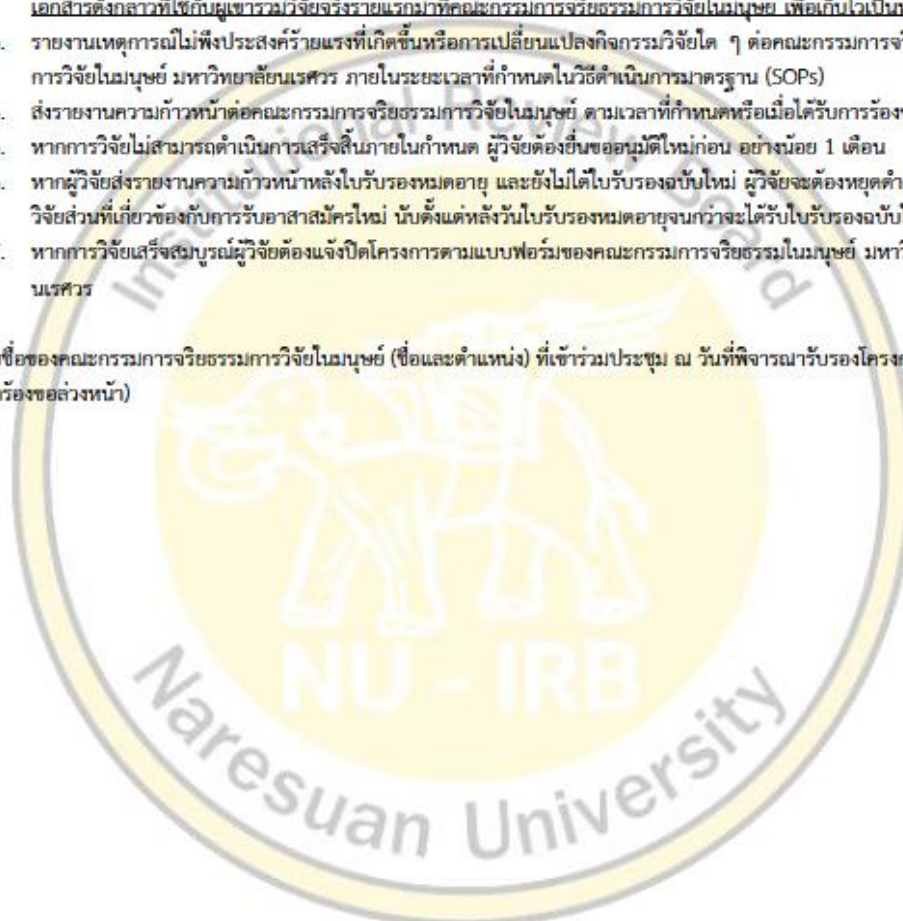 เอกสารดังกล่าวที่ใช้กับผู้เข้าร่วมวิจัยจริงรายแรกมาที่คณะกรรมการจริยธรรมการวิจัยในมนุษย์ เพื่อเก็บไว้เป็น
รายงานเหตุการณ์ไม่พึงประสงค์ร้ายแรงที่เกิดขึ้นหรือการเปลี่ยนแปลงกิจกรรมวิจัยใด ๆ ต่อคณะกรรมการ
การวิจัยในมนุษย์ มหาวิทยาลัยนเรศวร ภายในระยะเวลาที่กำหนดในวิธีดำเนินการมาตรฐาน (SOPs)
ส่งรายงานความก้าวหน้าต่อคณะกรรมการจริยธรรมการวิจัยในมนุษย์ ตามเวลาที่กำหนดหรือเมื่อได้รับการ
หากการวิจัยไม่สามารถดำเนินการเสร็จสิ้นภายในกำหนด ผู้วิจัยต้องยื่นขออนุมัติใหม่ก่อน อย่างน้อย 1 เดือน
หากผู้วิจัยส่งรายงานความก้าวหน้าหลังใบรับรองหมดอายุ และยังไม่ได้ใบรับรองฉบับใหม่ ผู้วิจัยจะต้องหยุด
วิจัยส่วนที่เกี่ยวข้องกับการรับอาสาสมัครใหม่ นับตั้งแต่หลังวันใบรับรองหมดอายุจนกว่าจะได้รับใบรับรองฉบับ
หากการวิจัยเสร็จสมบูรณ์ผู้วิจัยต้องแจ้งปิดโครงการตามแบบฟอร์มของคณะกรรมการจริยธรรมในมนุษย์
นเรศวร
ชื่อของคณะกรรมการจริยธรรมการวิจัยในมนุษย์ (ชื่อและตำแหน่ง) ที่เข้าร่วมประชุม ณ วันที่พิจารณารับรอง
ร้องขอล่วงหน้า)
Institutional Review Board
NU - IRB
Naresuan University